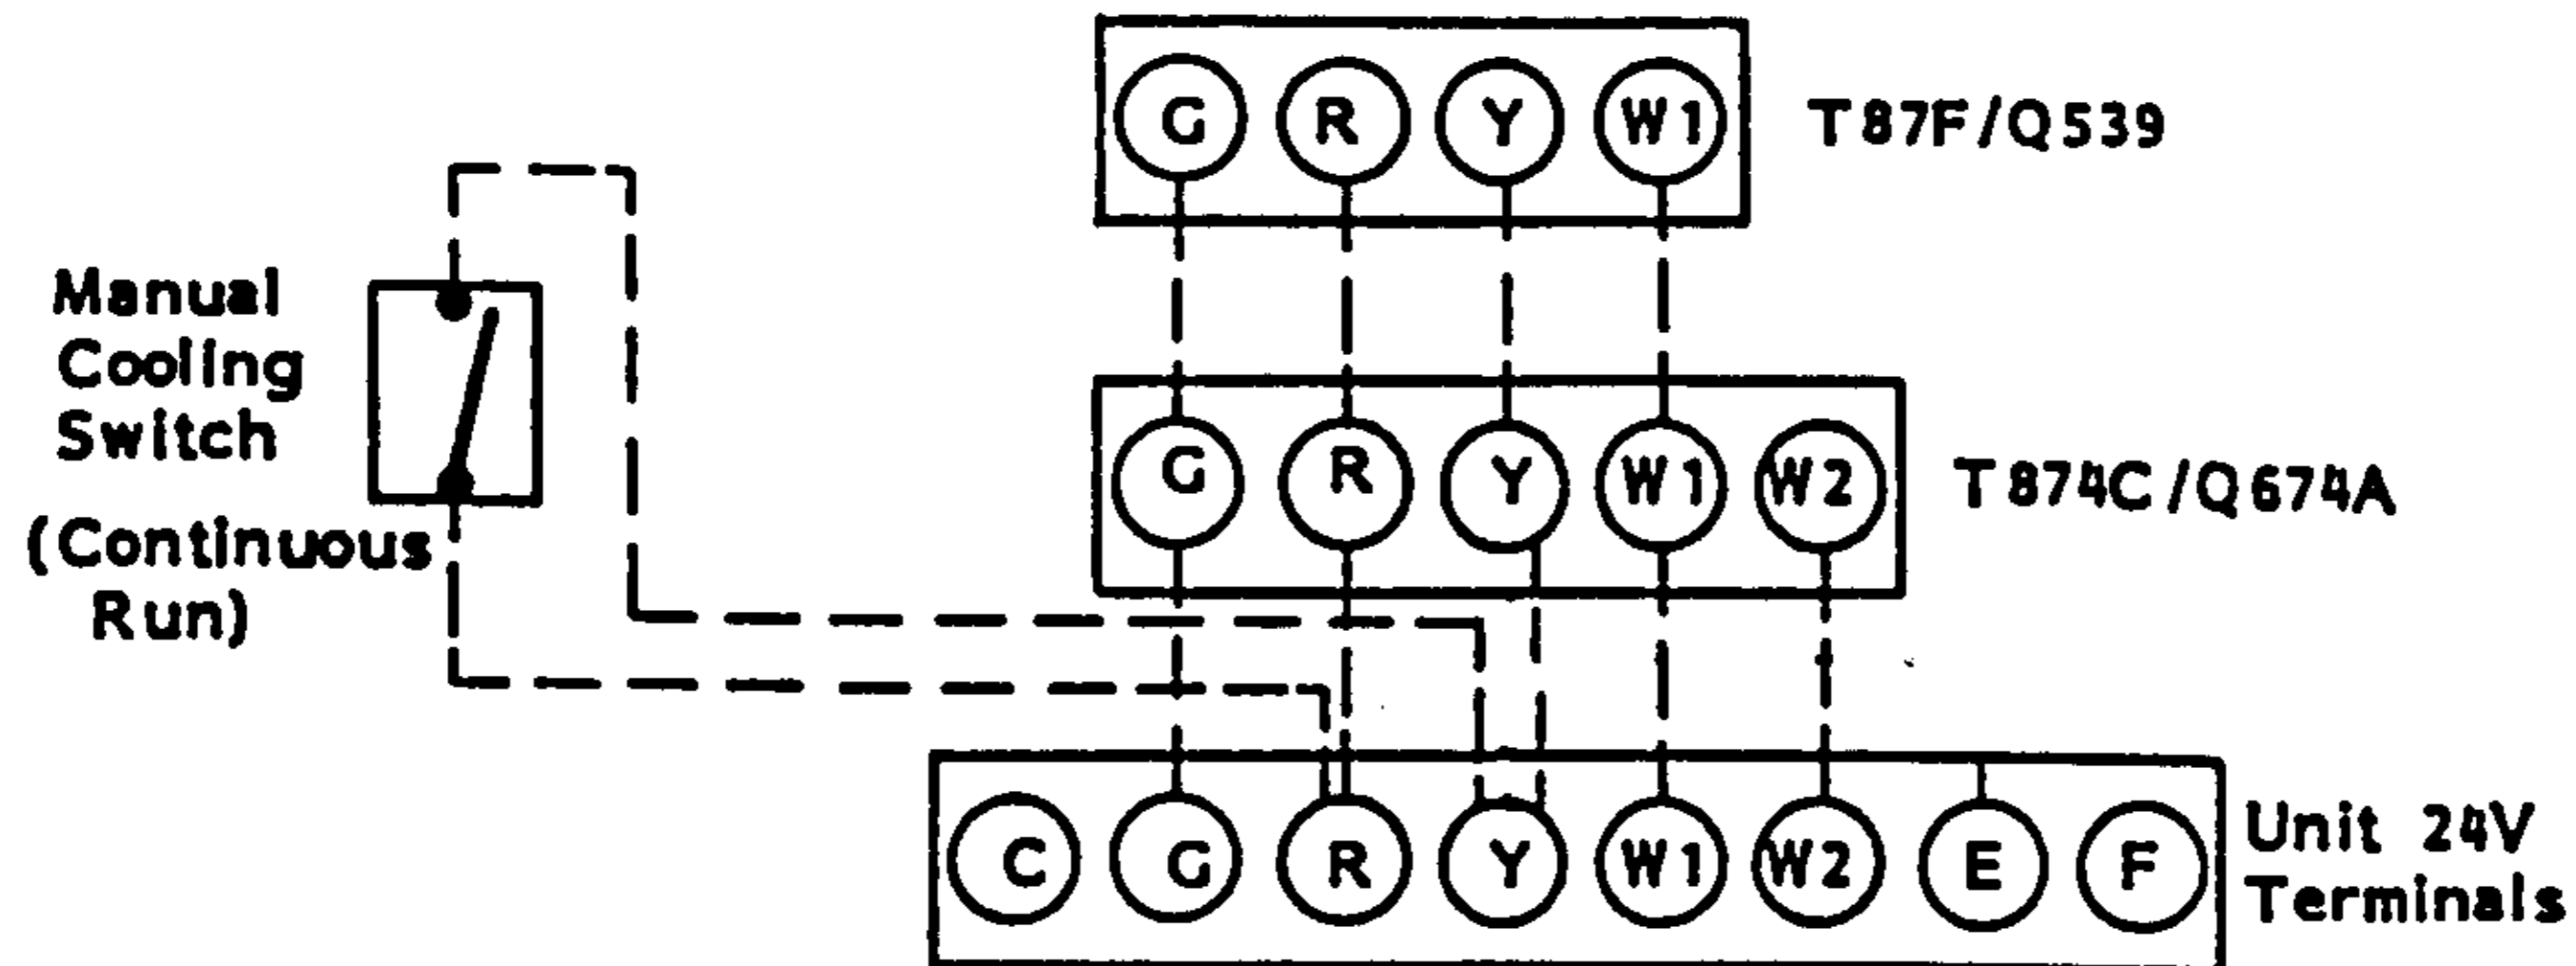 G R Y W1
T87F/Q539
Manual
Cooling
Switch
(Continuous
Run)
G R Y W1 W2
T874C/Q674A
C G R Y W1 W2 E F
Unit 24V
Terminals